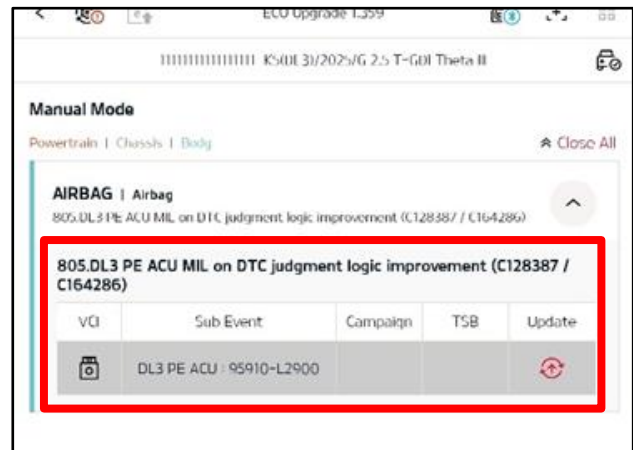 ECU Upgrade 1.359
11111111111111111 K5(DL3)/2025/G 2.5 T-GDI Theta III
Manual Mode
Powertrain | Chassis | Body
Close All
AIRBAG | Airbag
805.DL3 PE ACU MIL on DTC judgment logic improvement (C128387 / C164286)
805.DL3 PE ACU MIL on DTC judgment logic improvement (C128387 /
C164286)
VCI Sub Event Campaign TSB Update
DL3 PE ACU : 95910-L2900